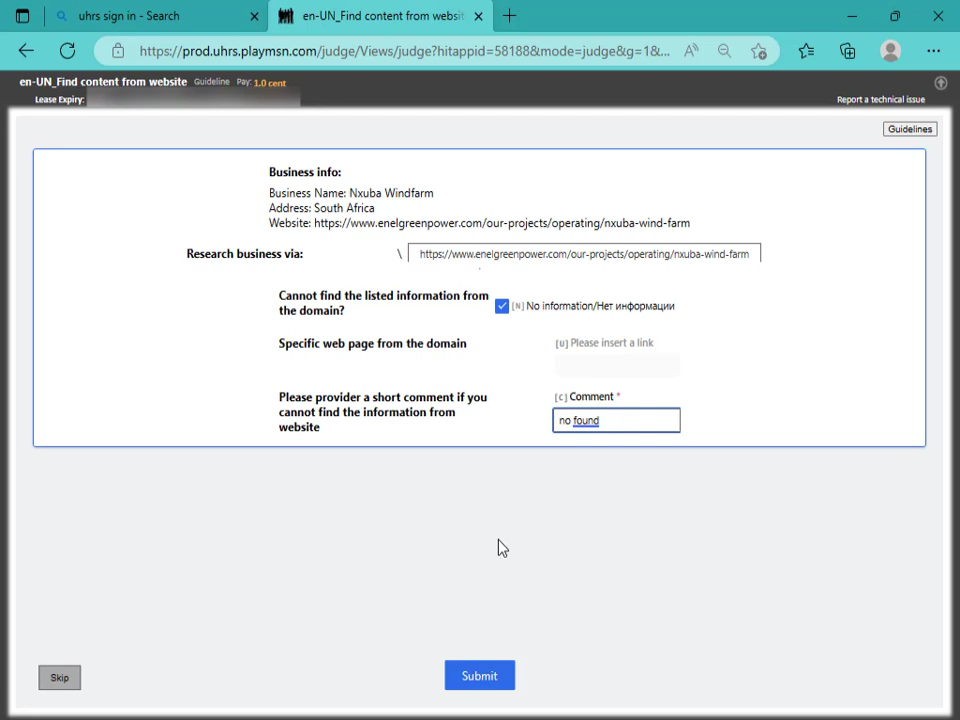 uhrs sign in - Search
en-UN_Find content from websit
https://prod.uhrs.playmsn.com/judge/Views/judge?hitappid=58188&mode=judge&g=1&...
en-UN_Find content from website Guideline Pay: 1.0 cent
Lease Expiry:
Report a technical issue
Guidelines
Business info:
Business Name: Nxuba Windfarm
Address: South Africa
Website: https://www.enelgreenpower.com/our-projects/operating/nxuba-wind-farm
Research business via: \ https://www.enelgreenpower.com/our-projects/operating/nxuba-wind-farm
Cannot find the listed information from
the domain?
[N] No information/Нет информации
Specific web page from the domain
[U] Please insert a link
Please provider a short comment if you
cannot find the information from
website
[C] Comment *
no found
Skip
Submit